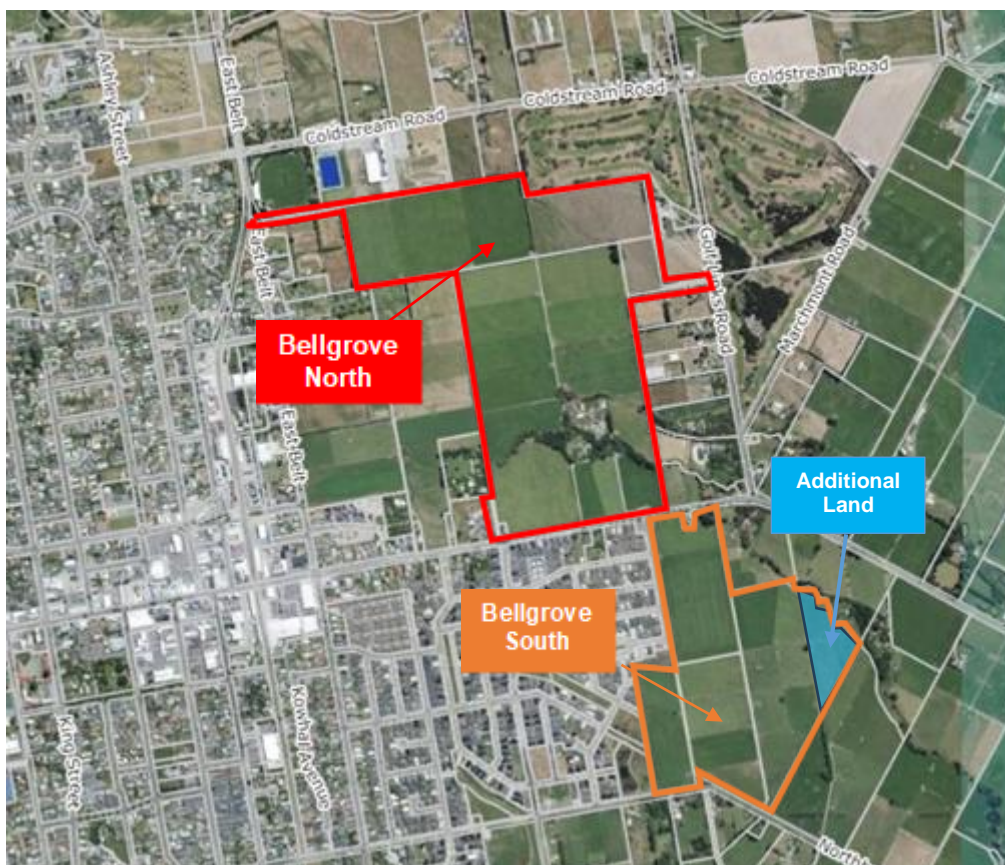 Coldstream Road
Coldstream Road
Coldstream Road
Ashley Street
East Belt
East Belt
East Belt
Golf Links Road
Marchmont Road
Bellgrove
North
Additional
Land
Bellgrove
South
King Street
Kowhai Avenue